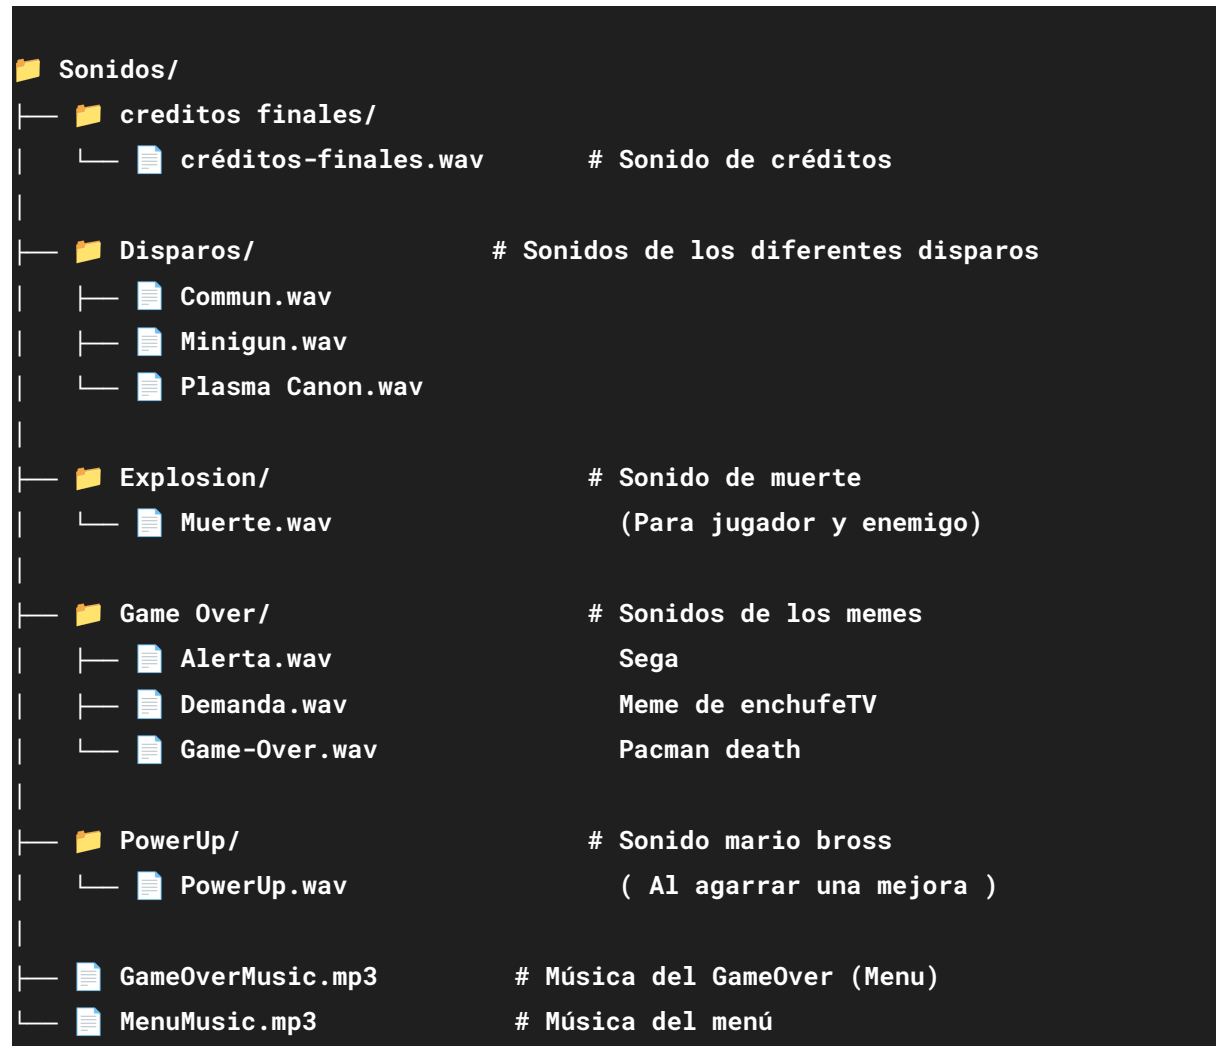 📁 Sonidos/
├── 📁 creditos finales/
│   └── 📄 créditos-finales.wav       # Sonido de créditos
│
├── 📁 Disparos/                # Sonidos de los diferentes disparos
│   ├── 📄 Commun.wav
│   ├── 📄 Minigun.wav
│   └── 📄 Plasma Canon.wav
│
├── 📁 Explosion/                     # Sonido de muerte
│   └── 📄 Muerte.wav                   (Para jugador y enemigo)
│
├── 📁 Game Over/                     # Sonidos de los memes
│   ├── 📄 Alerta.wav                   Sega
│   ├── 📄 Demanda.wav                  Meme de enchufeTV
│   └── 📄 Game-Over.wav                Pacman death
│
├── 📁 PowerUp/                       # Sonido mario bross
│   └── 📄 PowerUp.wav                  ( Al agarrar una mejora )
│
├── 📄 GameOverMusic.mp3         # Música del GameOver (Menu)
└── 📄 MenuMusic.mp3             # Música del menú